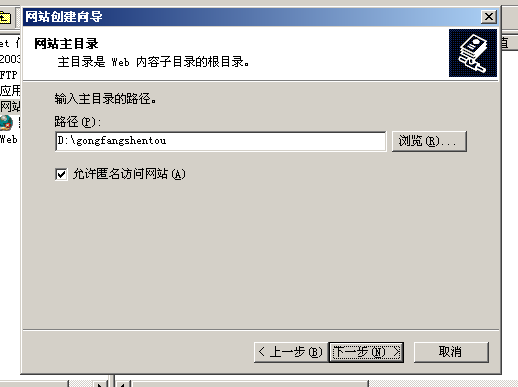 网站创建向导
网站主目录
主目录是 Web 内容子目录的根目录。
输入主目录的路径。
路径(P):
D:\gongfangshentou
浏览(R)...
允许匿名访问网站(A)
< 上一步(B)
下一步(N) >
取消
et
2003
FTP
应用
网站
Web
值